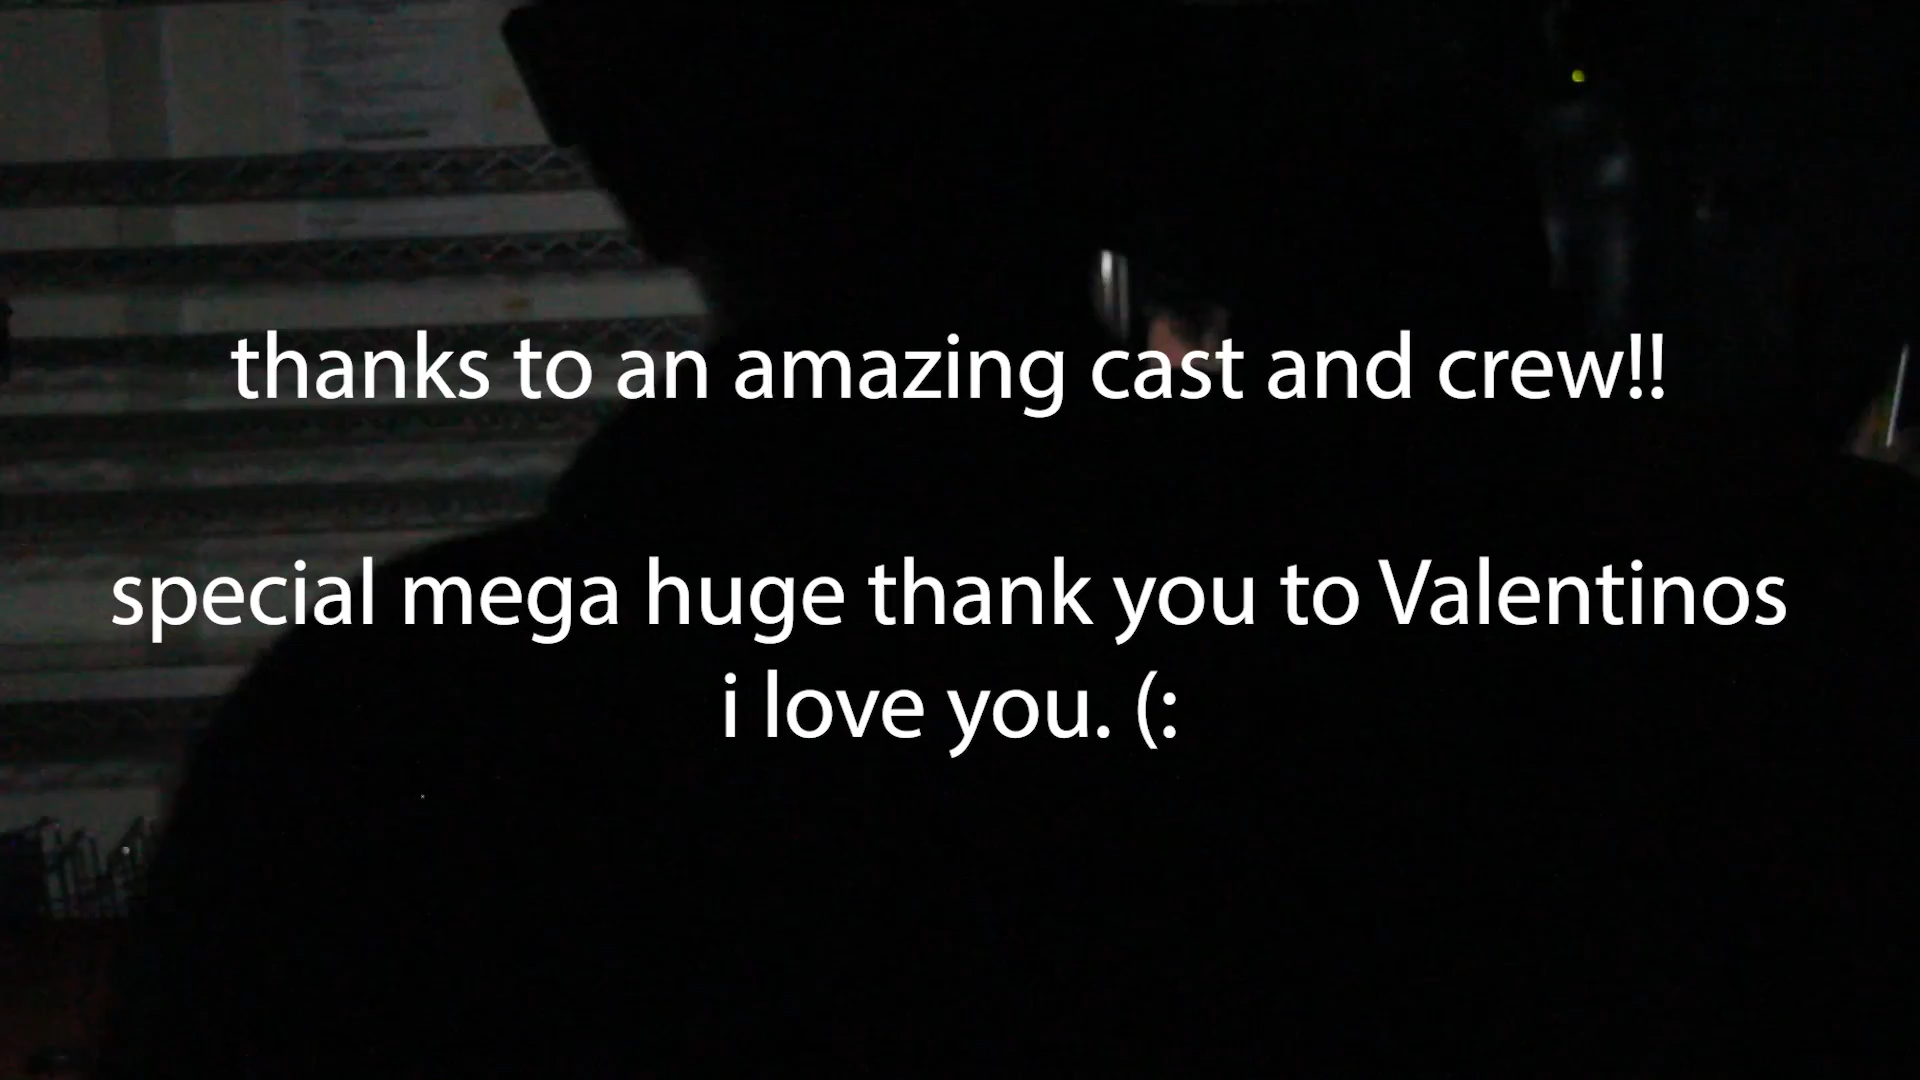 thanks to an amazing cast and crew!!
special mega huge thank you to Valentinos
i love you. (: